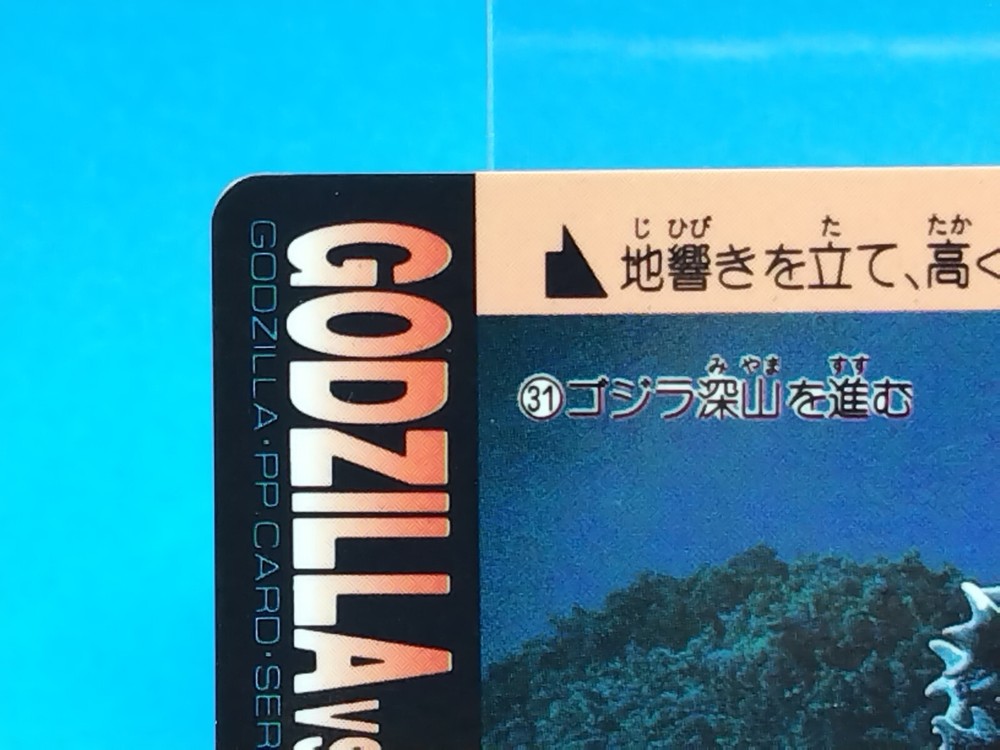 じ ひび た たか
地響きを立て、高く
み やま すす
㉛ゴジラ深山を進む
GODZILLA VS
GODZILLA・PP CARD・SER